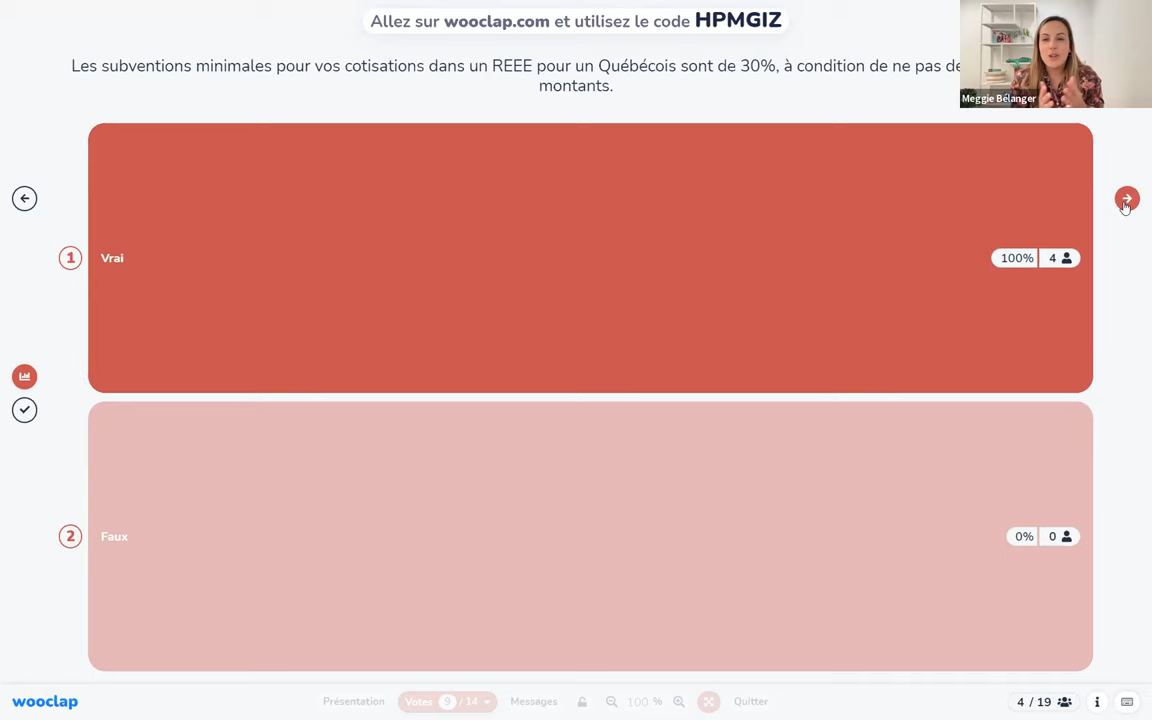 Allez sur wooclap.com et utilisez le code HPMGIZ
Les subventions minimales pour vos cotisations dans un REEE pour un Québécois sont de 30%, à condition de ne pas
montants.
Meggie Bélanger
1 Vrai 100% 4
2 Faux 0% 0
wooclap Présentation Votes 9 / 14 Messages 100 % Quitter 4 / 19